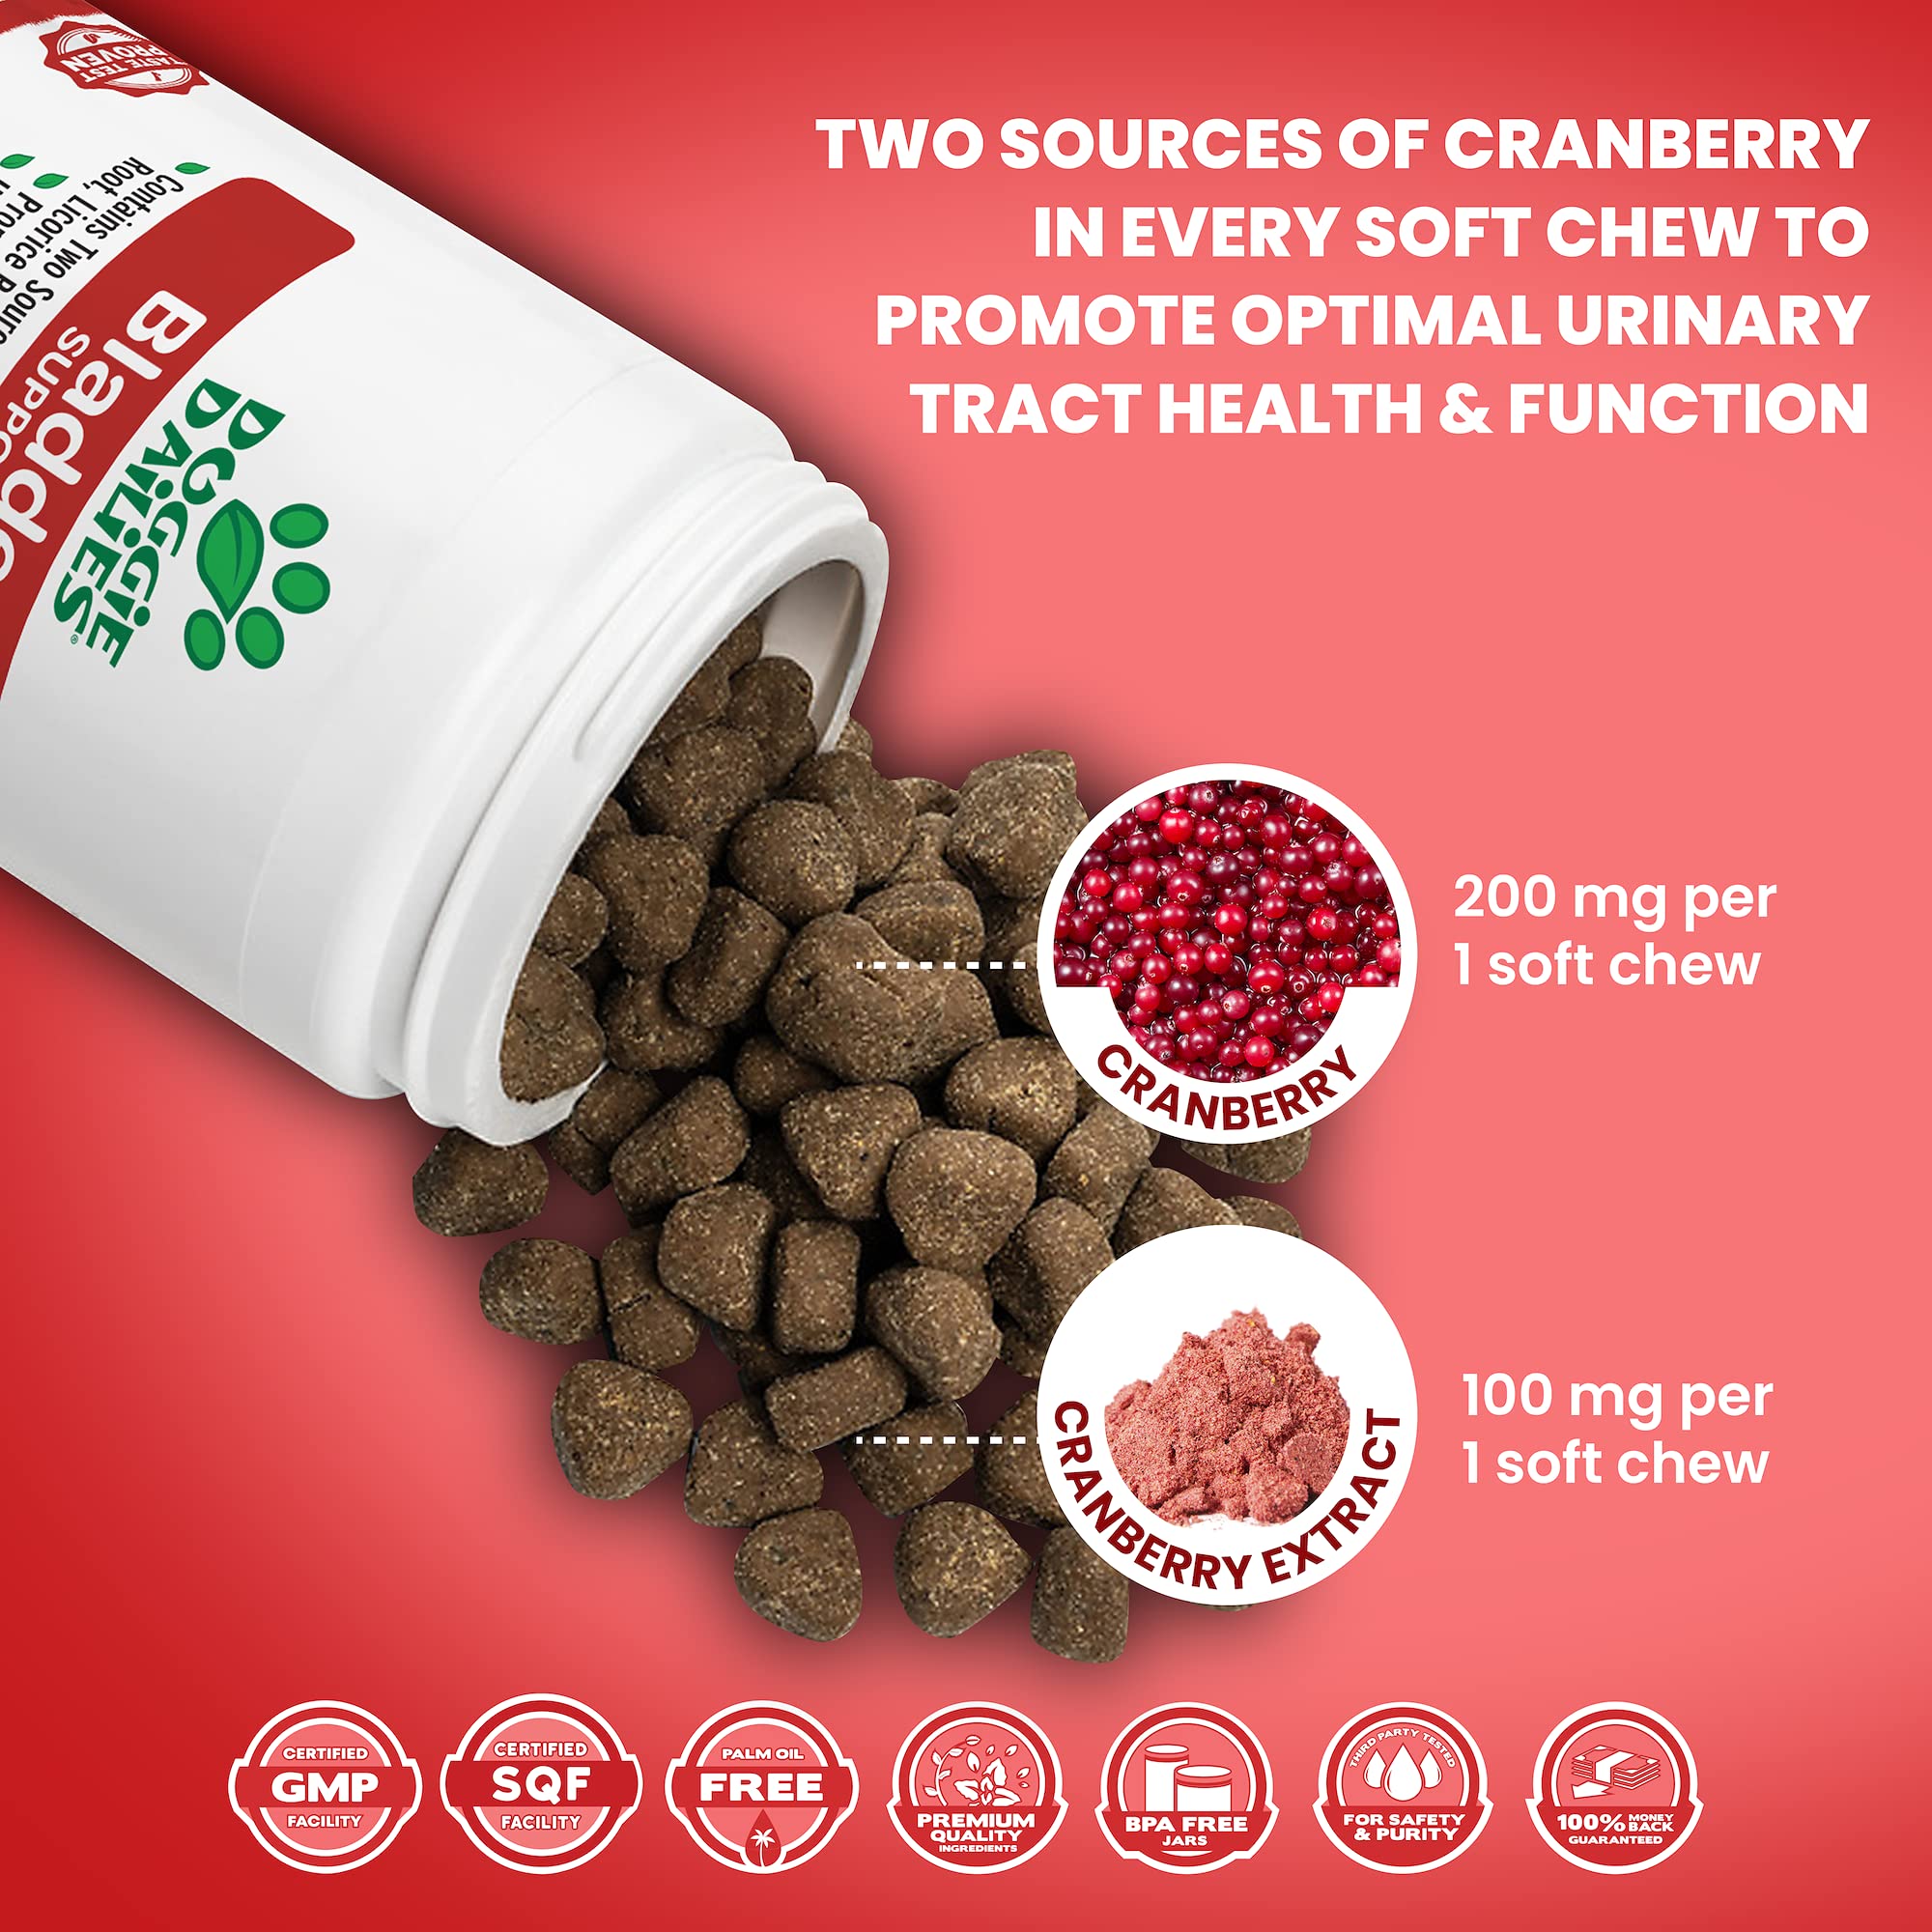 TWO SOURCES OF CRANBERRY
IN EVERY SOFT CHEW TO
PROMOTE OPTIMAL URINARY
TRACT HEALTH & FUNCTION
TASTE TEST
PROVEN
DOGGiE
DAiLiES®
Contains Two
Root, Licorice
200 mg per
1 soft chew
CRANBERRY
100 mg per
1 soft chew
CRANBERRY EXTRACT
CERTIFIED
GMP
FACILITY
CERTIFIED
SQF
FACILITY
PALM OIL
FREE
PREMIUM
QUALITY
INGREDIENTS
BPA FREE
JARS
THIRD PARTY TESTED
FOR SAFETY
& PURITY
100% MONEY BACK
GUARANTEED